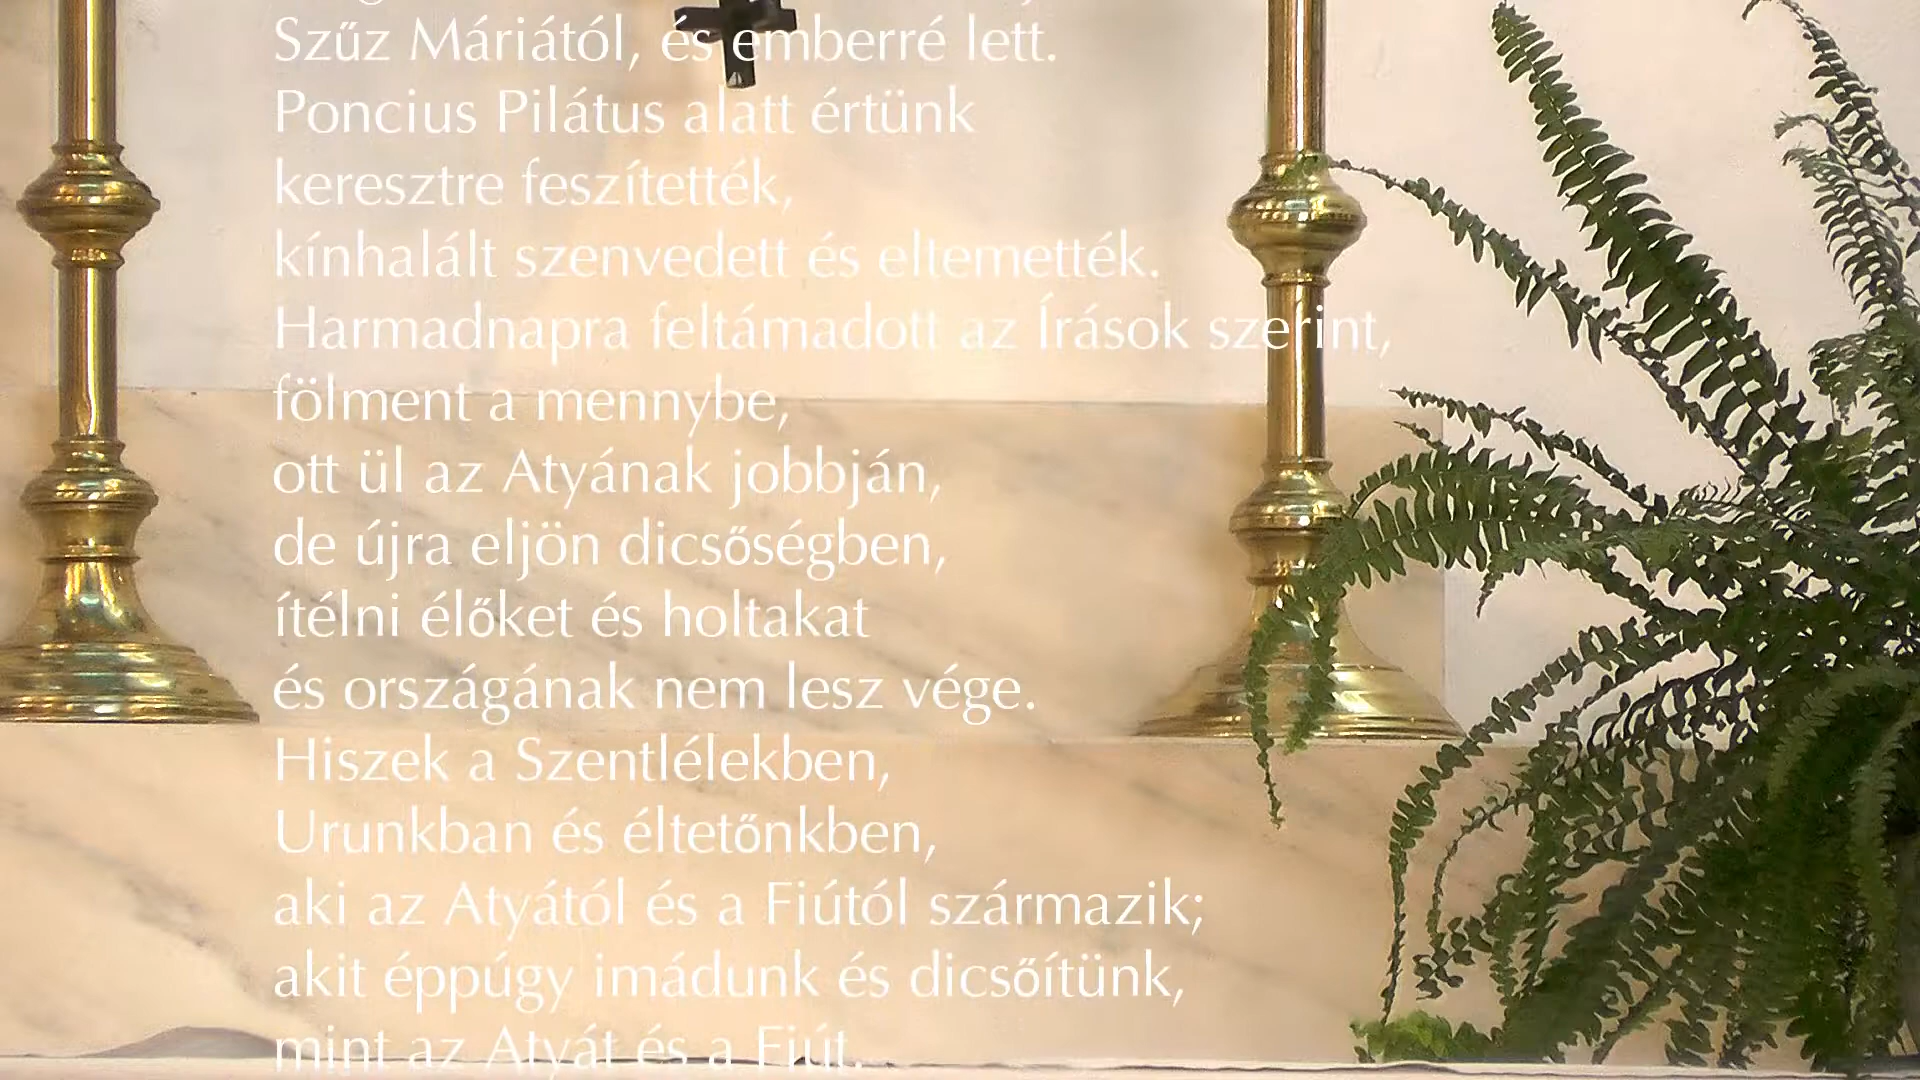 Szűz Máriától, és emberré lett.
Poncius Pilátus alatt értünk
keresztre feszítették,
kínhalált szenvedett és eltemették.
Harmadnapra feltámadott az Írások szerint,
fölment a mennybe,
ott ül az Atyának jobbján,
de újra eljön dicsőségben,
ítélni élőket és holtakat
és országának nem lesz vége.
Hiszek a Szentlélekben,
Urunkban és éltetőnkben,
aki az Atyától és a Fiútól származik;
akit éppúgy imádunk és dicsőítünk,
mint az Atyát és a Fiút.